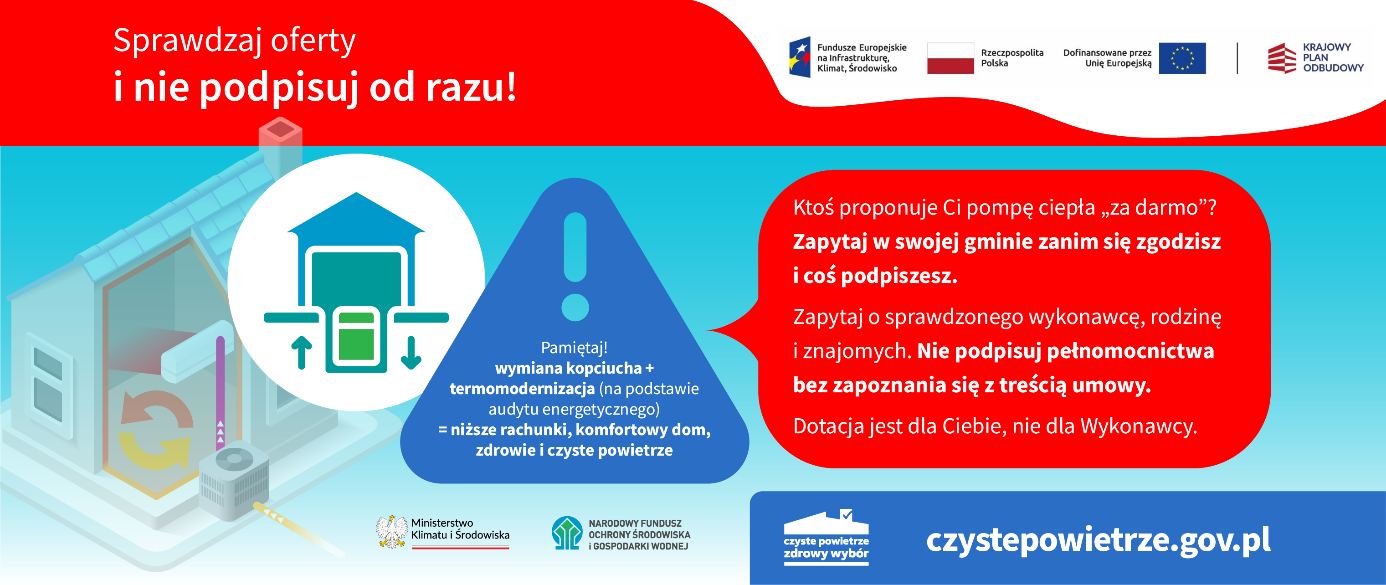 Sprawdzaj oferty
i nie podpisuj od razu!
Fundusze Europejskie
na Infrastrukturę,
Klimat, Środowisko
Rzeczpospolita
Polska
Dofinansowane przez
Unię Europejską
KRAJOWY
PLAN
ODBUDOWY
Pamiętaj!
wymiana kopciucha +
termomodernizacja (na podstawie
audytu energetycznego)
= niższe rachunki, komfortowy dom,
zdrowie i czyste powietrze
Ktoś proponuje Ci pompę ciepła „za darmo”?
Zapytaj w swojej gminie zanim się zgodzisz
i coś podpiszesz.
Zapytaj o sprawdzonego wykonawcę, rodzinę
i znajomych. Nie podpisuj pełnomocnictwa
bez zapoznania się z treścią umowy.
Dotacja jest dla Ciebie, nie dla Wykonawcy.
Ministerstwo
Klimatu i Środowiska
NARODOWY FUNDUSZ
OCHRONY ŚRODOWISKA
i GOSPODARKI WODNEJ
czyste powietrze
zdrowy wybór
czystepowietrze.gov.pl